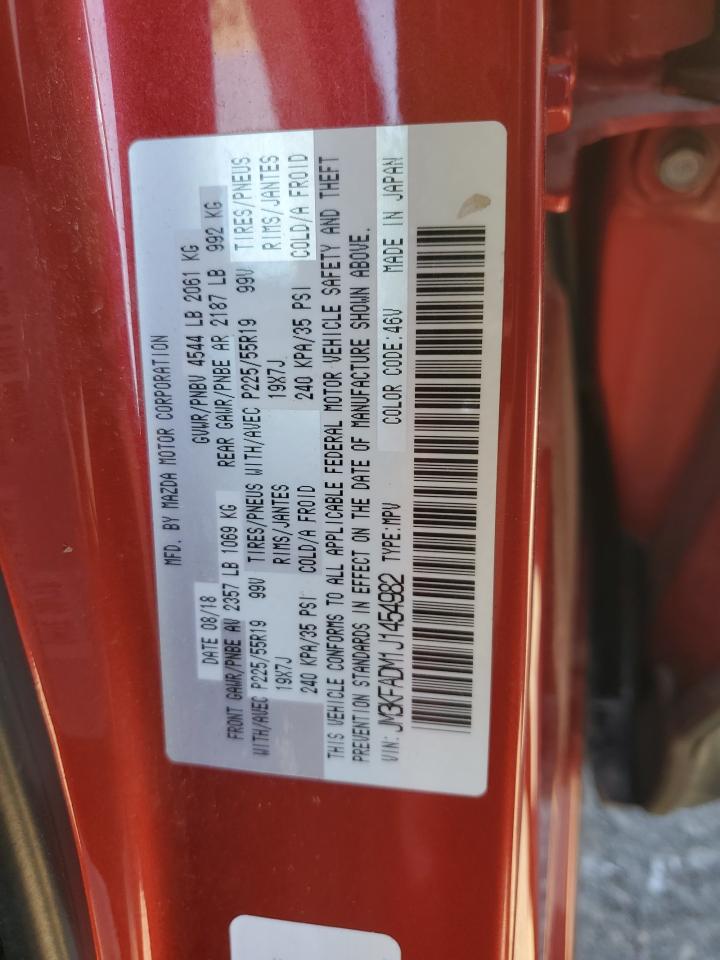 MFD. BY MAZDA MOTOR CORPORATION
DATE 08/18 GVWR/PNBV 4544 LB 2061 KG
FRONT GAWR/PNBE AV 2357 LB 1069 KG REAR GAWR/PNBE AR 2187 LB 992 KG
WITH/AVEC P225/55R19 99V TIRES/PNEUS WITH/AVEC P225/55R19 99V TIRES/PNEUS
19X7J RIMS/JANTES 19X7J RIMS/JANTES
240 KPA/35 PSI COLD/A FROID 240 KPA/35 PSI COLD/A FROID
THIS VEHICLE CONFORMS TO ALL APPLICABLE FEDERAL MOTOR VEHICLE SAFETY AND THEFT
PREVENTION STANDARDS IN EFFECT ON THE DATE OF MANUFACTURE SHOWN ABOVE.
VIN: JM3KFADM1J1454982 TYPE:MPV COLOR CODE:46V MADE IN JAPAN